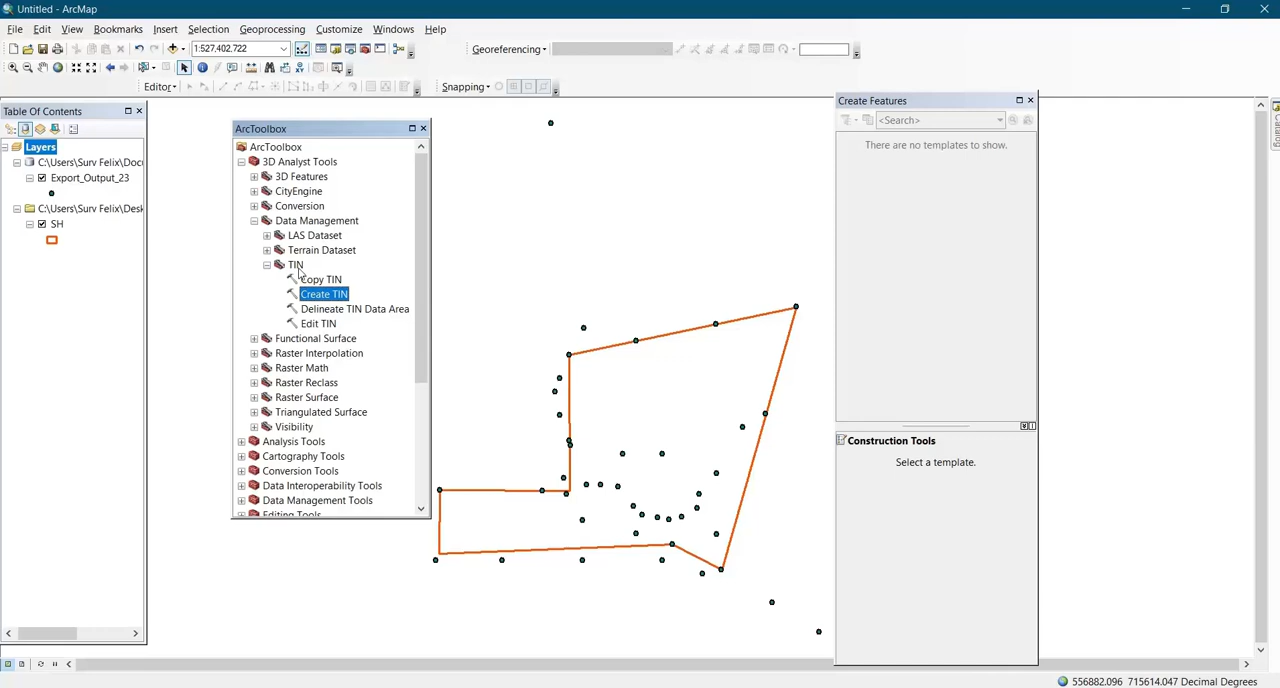 Untitled - ArcMap
File Edit View Bookmarks Insert Selection Geoprocessing Customize Windows Help
1:527,402.722
Georeferencing
Editor
Snapping
Table Of Contents
Layers
C:\Users\Surv Felix\Docu
Export_Output_23
C:\Users\Surv Felix\Desk
SH
ArcToolbox
ArcToolbox
3D Analyst Tools
3D Features
CityEngine
Conversion
Data Management
LAS Dataset
Terrain Dataset
TIN
Copy TIN
Create TIN
Delineate TIN Data Area
Edit TIN
Functional Surface
Raster Interpolation
Raster Math
Raster Reclass
Raster Surface
Triangulated Surface
Visibility
Analysis Tools
Cartography Tools
Conversion Tools
Data Interoperability Tools
Data Management Tools
Editing Tools
Create Features
<Search>
There are no templates to show.
Construction Tools
Select a template.
Catalog
556882.096 715614.047 Decimal Degrees